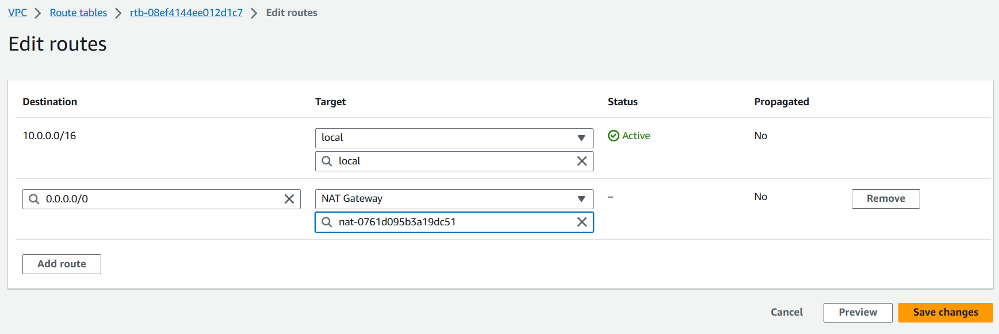 VPC > Route tables > rtb-08ef4144ee012d1c7 > Edit routes
Edit routes
Destination Target Status Propagated
10.0.0.0/16 local Active No
local
0.0.0.0/0 NAT Gateway – No Remove
nat-0761d095b3a19dc51
Add route
Cancel Preview Save changes